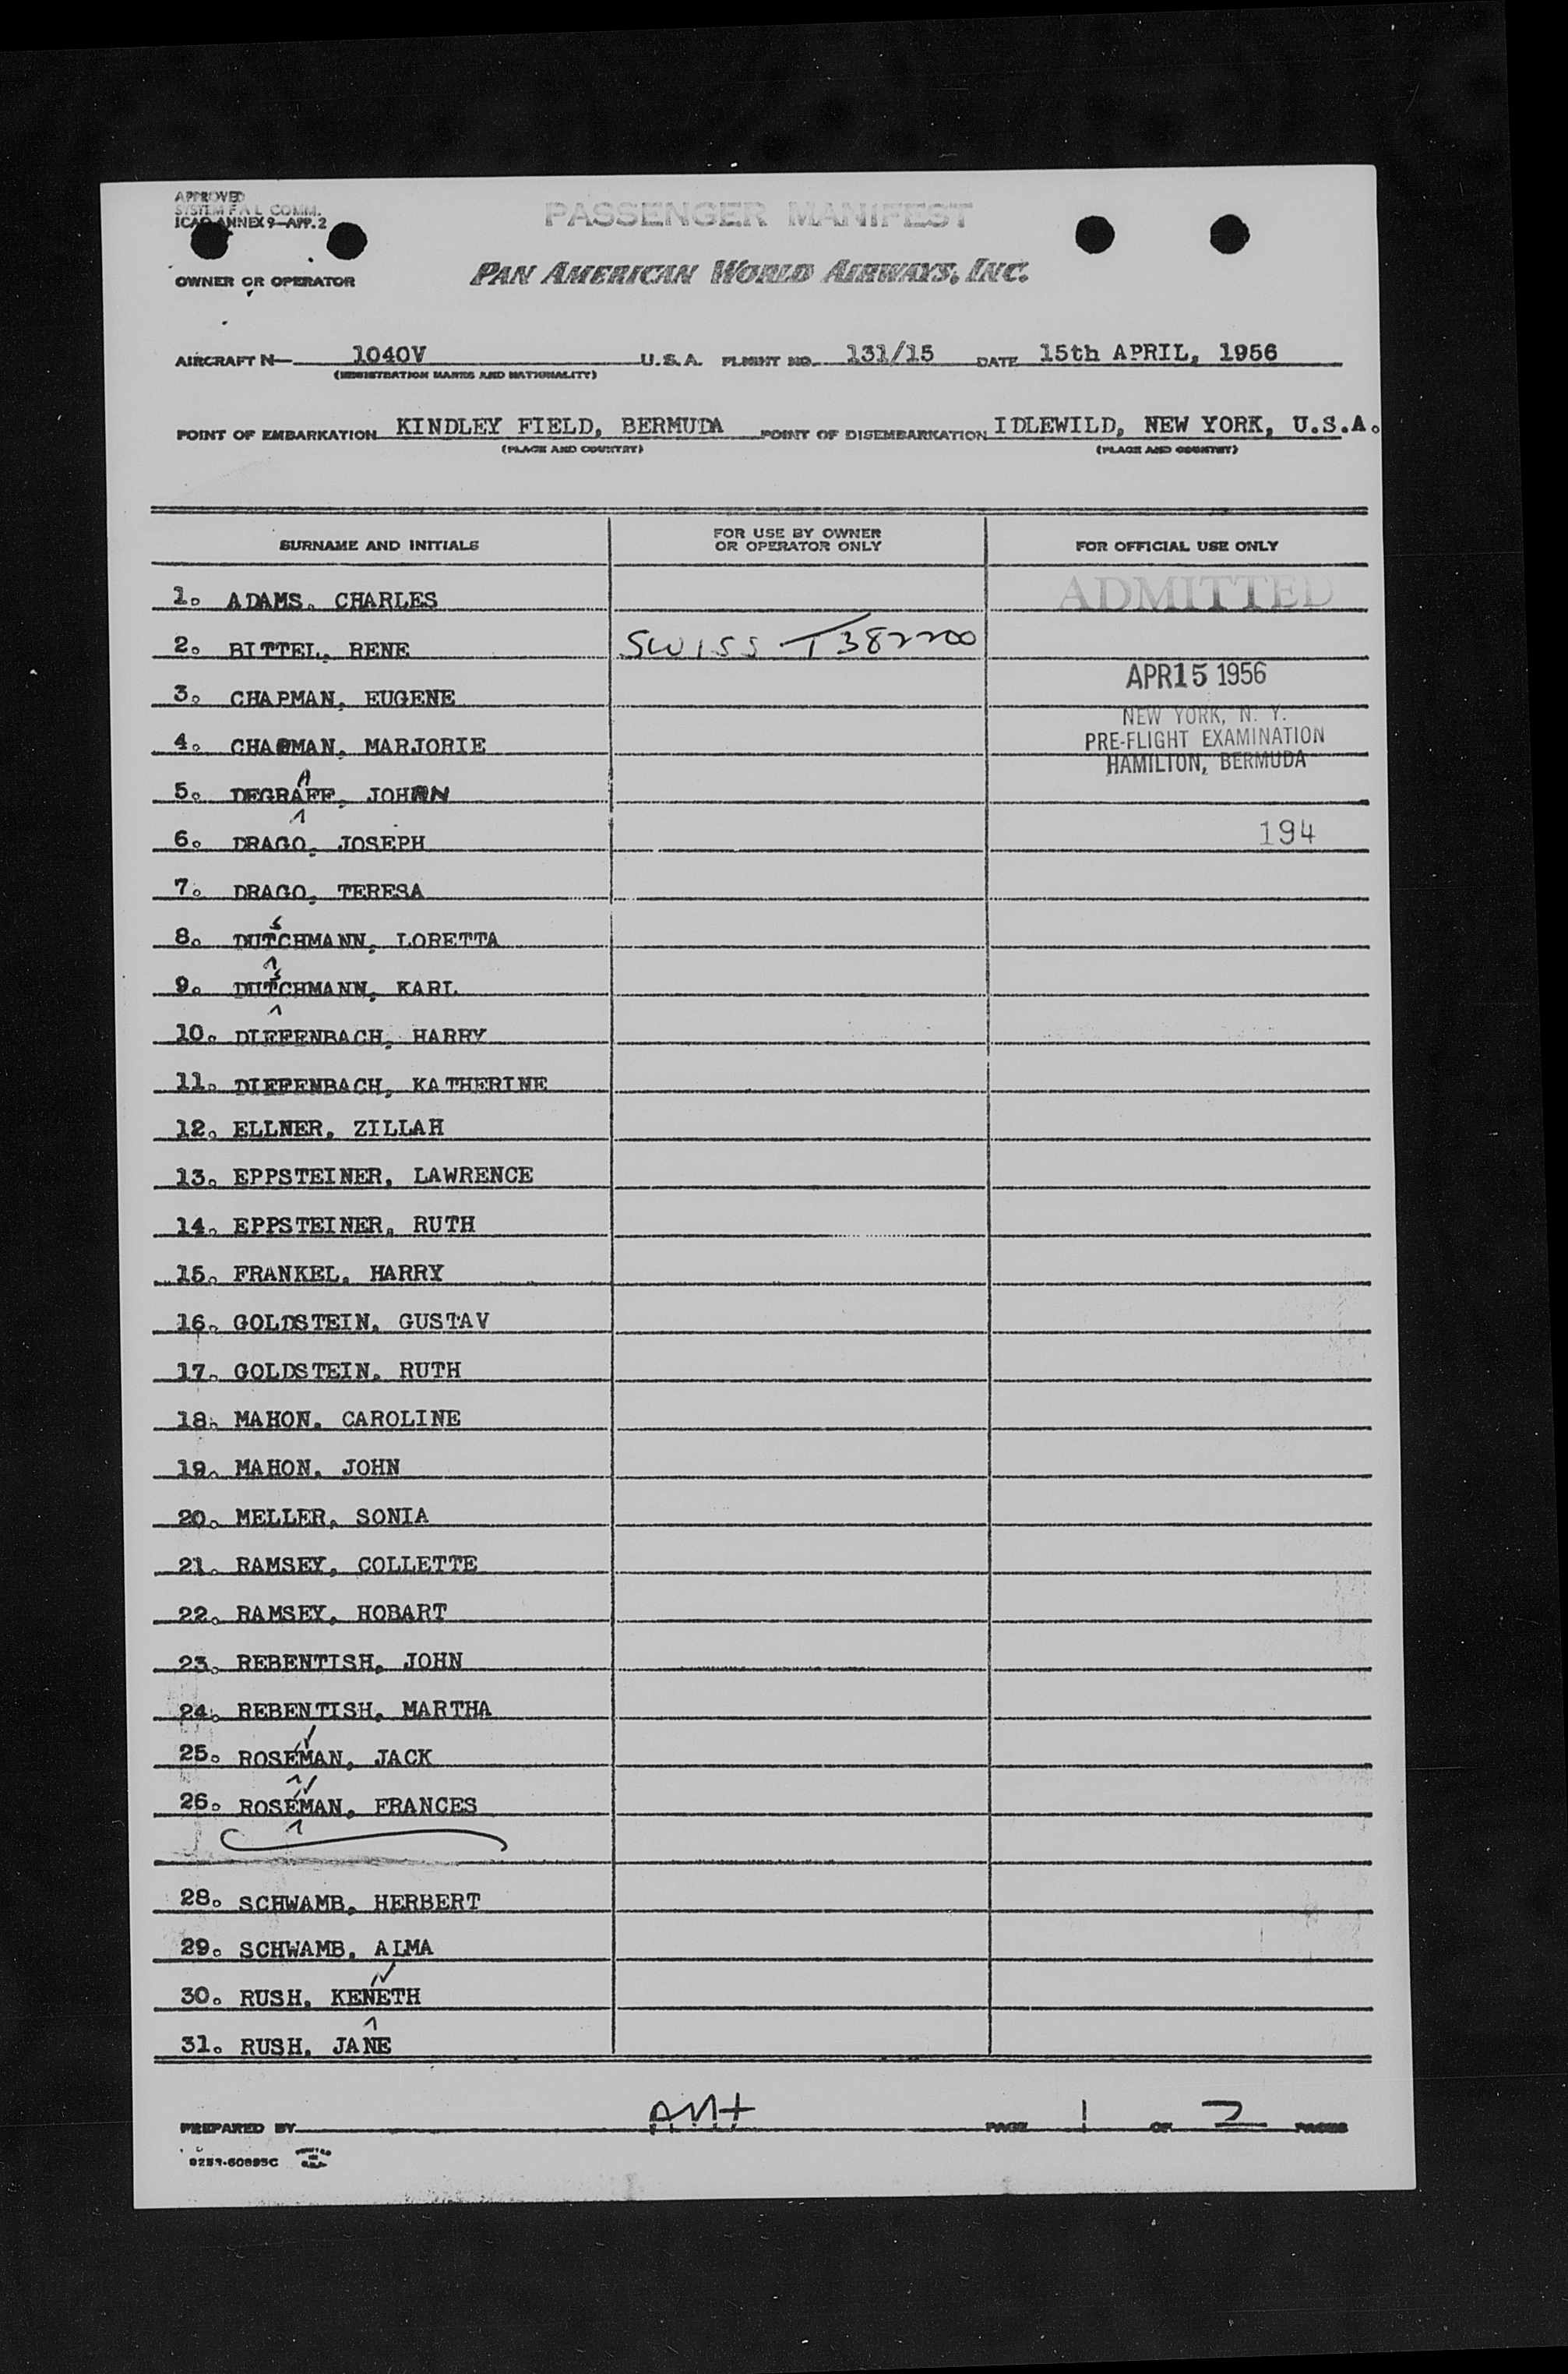 APPROVED
SYSTEM F A L COMM.
ICAO ANNEX 9—APP. 2
PASSENGER MANIFEST
OWNER OR OPERATOR
PAN AMERICAN WORLD AIRWAYS, INC.
AIRCRAFT N— 1040V U.S.A. FLIGHT NO. 131/15 DATE 15th APRIL, 1956
(REGISTRATION MARKS AND NATIONALITY)
POINT OF EMBARKATION KINDLEY FIELD, BERMUDA POINT OF DISEMBARKATION IDLEWILD, NEW YORK, U.S.A.
(PLACE AND COUNTRY) (PLACE AND COUNTRY)
SURNAME AND INITIALS FOR USE BY OWNER OR OPERATOR ONLY FOR OFFICIAL USE ONLY
1. ADAMS. CHARLES ADMITTED
2. BITTEL, RENE SWISS T382200
APR 15 1956
3. CHAPMAN, EUGENE
NEW YORK, N. Y.
4. CHAPMAN, MARJORIE PRE-FLIGHT EXAMINATION
HAMILTON, BERMUDA
A
5. DEGRAFF, JOHN
6. DRAGO, JOSEPH 194
7. DRAGO, TERESA
s
8. DUTCHMANN, LORETTA
s
9. DUTCHMANN, KARL
10. DIEFENBACH, HARRY
11. DIEFENBACH, KATHERINE
12. ELLNER, ZILLAH
13. EPPSTEINER, LAWRENCE
14. EPPSTEINER, RUTH
15. FRANKEL, HARRY
16. GOLDSTEIN, GUSTAV
17. GOLDSTEIN, RUTH
18. MAHON, CAROLINE
19. MAHON, JOHN
20. MELLER, SONIA
21. RAMSEY, COLLETTE
22. RAMSEY, HOBART
23. REBENTISH, JOHN
24. REBENTISH, MARTHA
N
25. ROSEMAN, JACK
N
26. ROSEMAN, FRANCES
28. SCHWAMB, HERBERT
29. SCHWAMB, ALMA
N
30. RUSH, KENETH
31. RUSH, JANE
PREPARED BY AMH PAGE 1 OF 2 PAGES
PRINTED IN U.S.A.